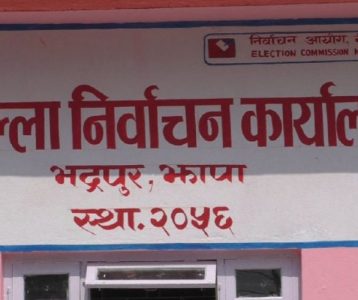 निर्वाचन आयोग,
ELECTION COMMISSION
ल्ला निर्वाचन कार्याल
भद्रपुर, झापा
स्था. २०५६